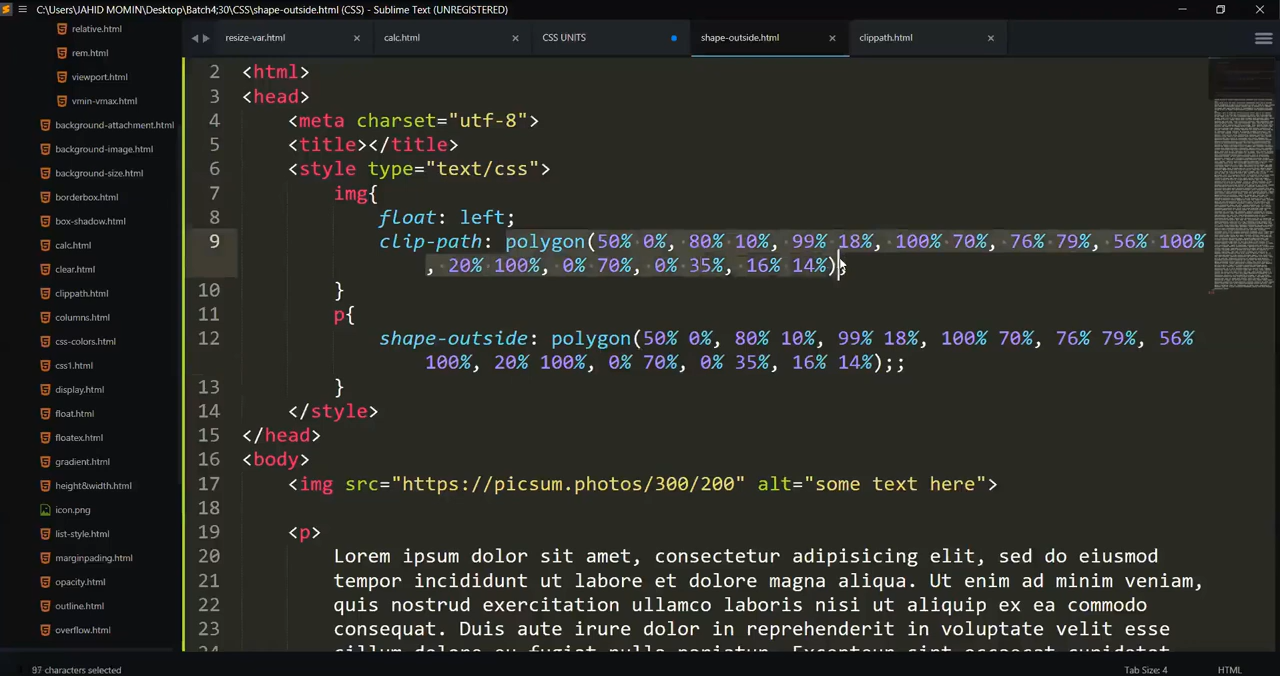 C:\Users\JAHID MOMIN\Desktop\Batch4;30\CSS\shape-outside.html (CSS) - Sublime Text (UNREGISTERED)
resize-var.html × calc.html × CSS UNITS shape-outside.html × clippath.html ×
relative.html
rem.html
viewport.html
vmin-vmax.html
background-attachment.html
background-image.html
background-size.html
borderbox.html
box-shadow.html
calc.html
clear.html
clippath.html
columns.html
css-colors.html
css1.html
display.html
float.html
floatex.html
gradient.html
height&width.html
icon.png
list-style.html
marginpading.html
opacity.html
outline.html
overflow.html
2 <html>
3 <head>
4 <meta charset="utf-8">
5 <title></title>
6 <style type="text/css">
7 img{
8 float: left;
9 clip-path: polygon(50% 0%, 80% 10%, 99% 18%, 100% 70%, 76% 79%, 56% 100%
, 20% 100%, 0% 70%, 0% 35%, 16% 14%);
10 }
11 p{
12 shape-outside: polygon(50% 0%, 80% 10%, 99% 18%, 100% 70%, 76% 79%, 56%
100%, 20% 100%, 0% 70%, 0% 35%, 16% 14%);;
13 }
14 </style>
15 </head>
16 <body>
17 <img src="https://picsum.photos/300/200" alt="some text here">
18
19 <p>
20 Lorem ipsum dolor sit amet, consectetur adipisicing elit, sed do eiusmod
21 tempor incididunt ut labore et dolore magna aliqua. Ut enim ad minim veniam,
22 quis nostrud exercitation ullamco laboris nisi ut aliquip ex ea commodo
23 consequat. Duis aute irure dolor in reprehenderit in voluptate velit esse
97 characters selected
Tab Size: 4
HTML